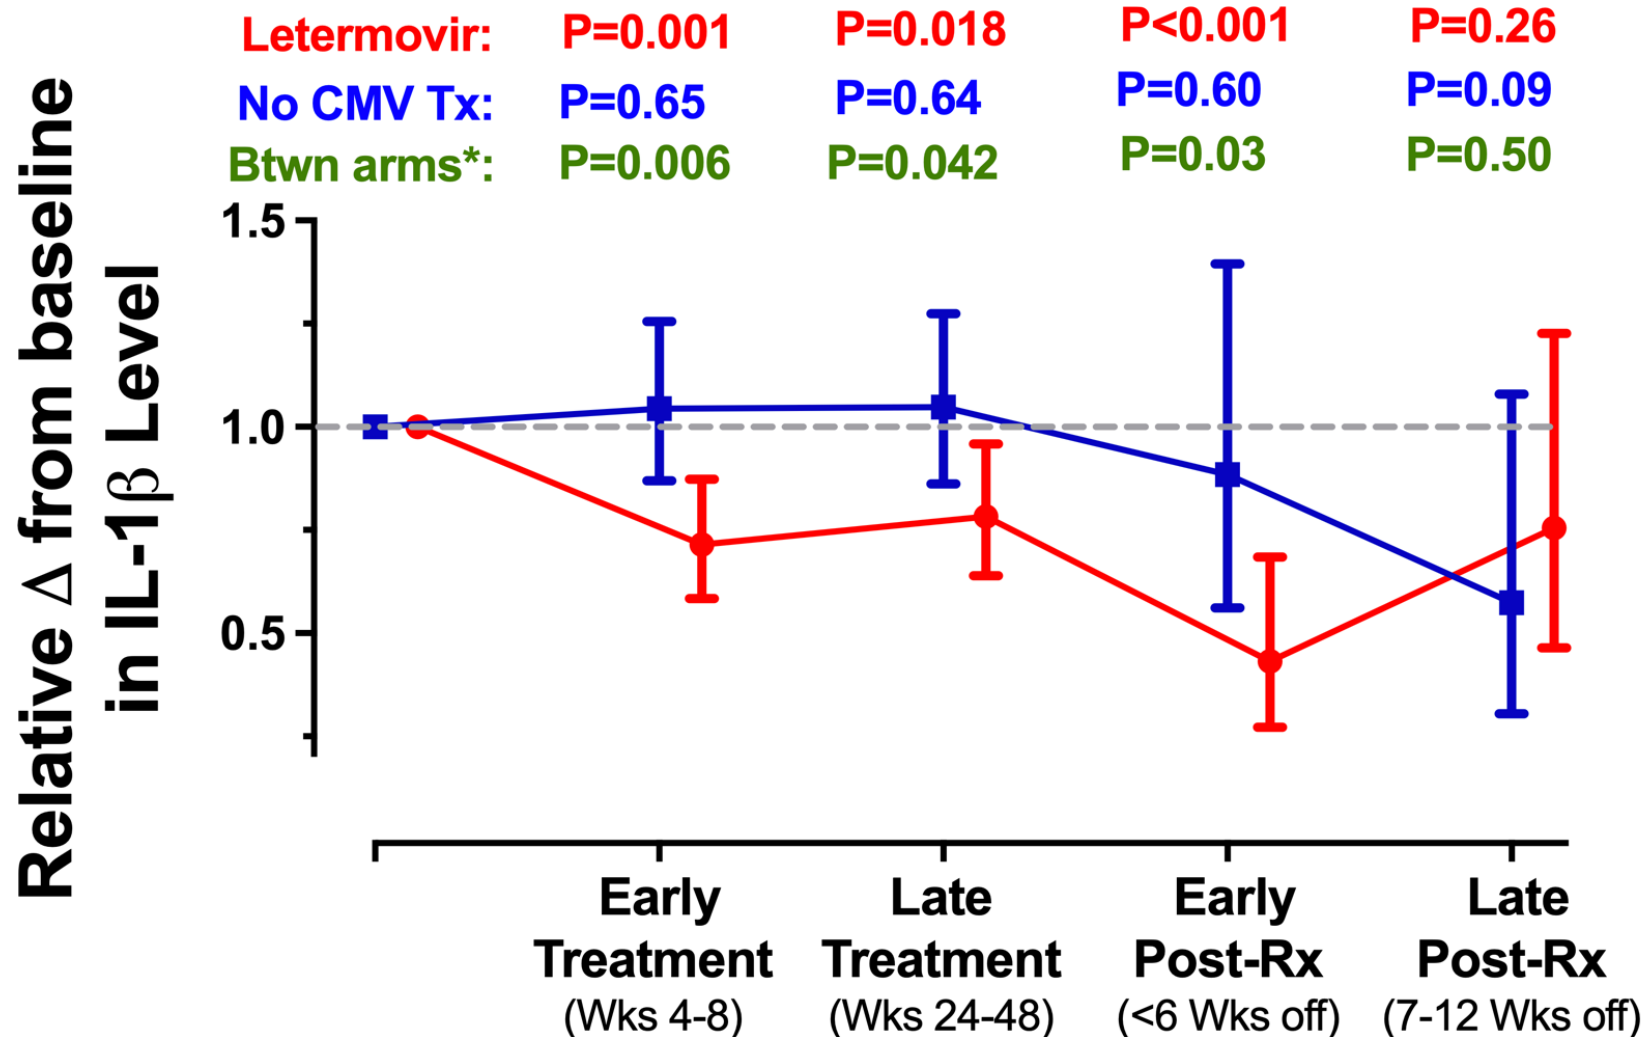 Letermovir: P=0.001 P=0.018 P<0.001 P=0.26
No CMV Tx: P=0.65 P=0.64 P=0.60 P=0.09
Btwn arms*: P=0.006 P=0.042 P=0.03 P=0.50
Relative Δ from baseline
in IL-1β Level
1.5
1.0
0.5
Early
Treatment
(Wks 4-8)
Late
Treatment
(Wks 24-48)
Early
Post-Rx
(<6 Wks off)
Late
Post-Rx
(7-12 Wks off)